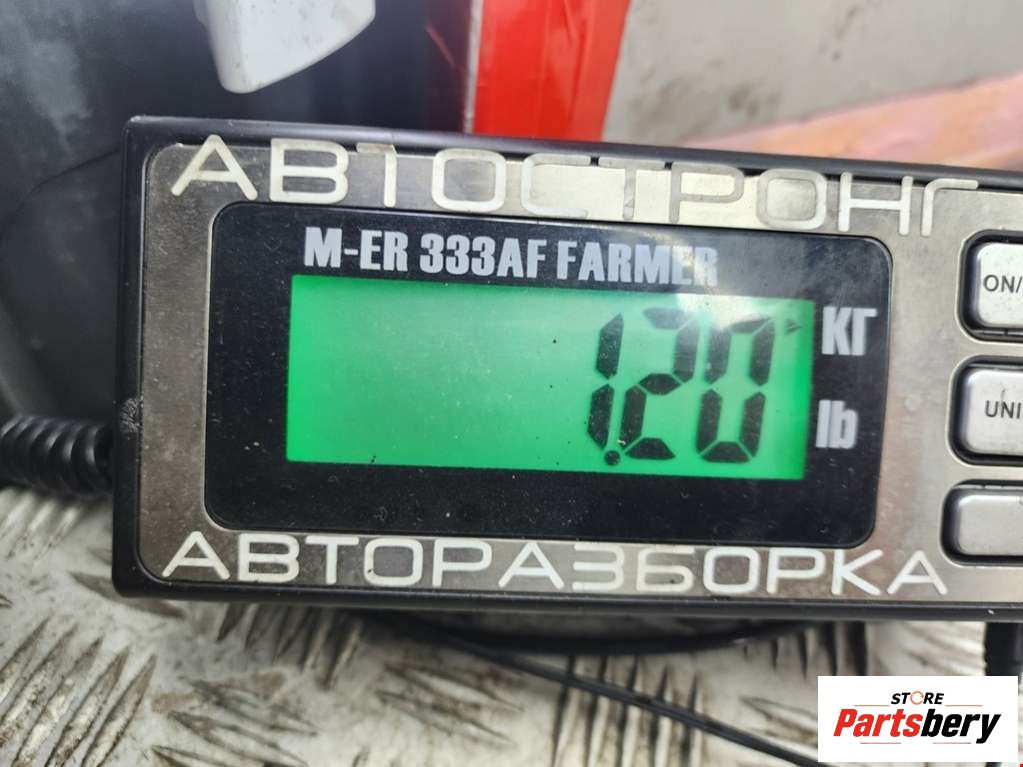 АВТОСТРОНГ
M-ER 333AF FARMER
ON/
1.20
КГ
UNI
lb
АВТОРАЗБОРКА
STORE
Partsbery